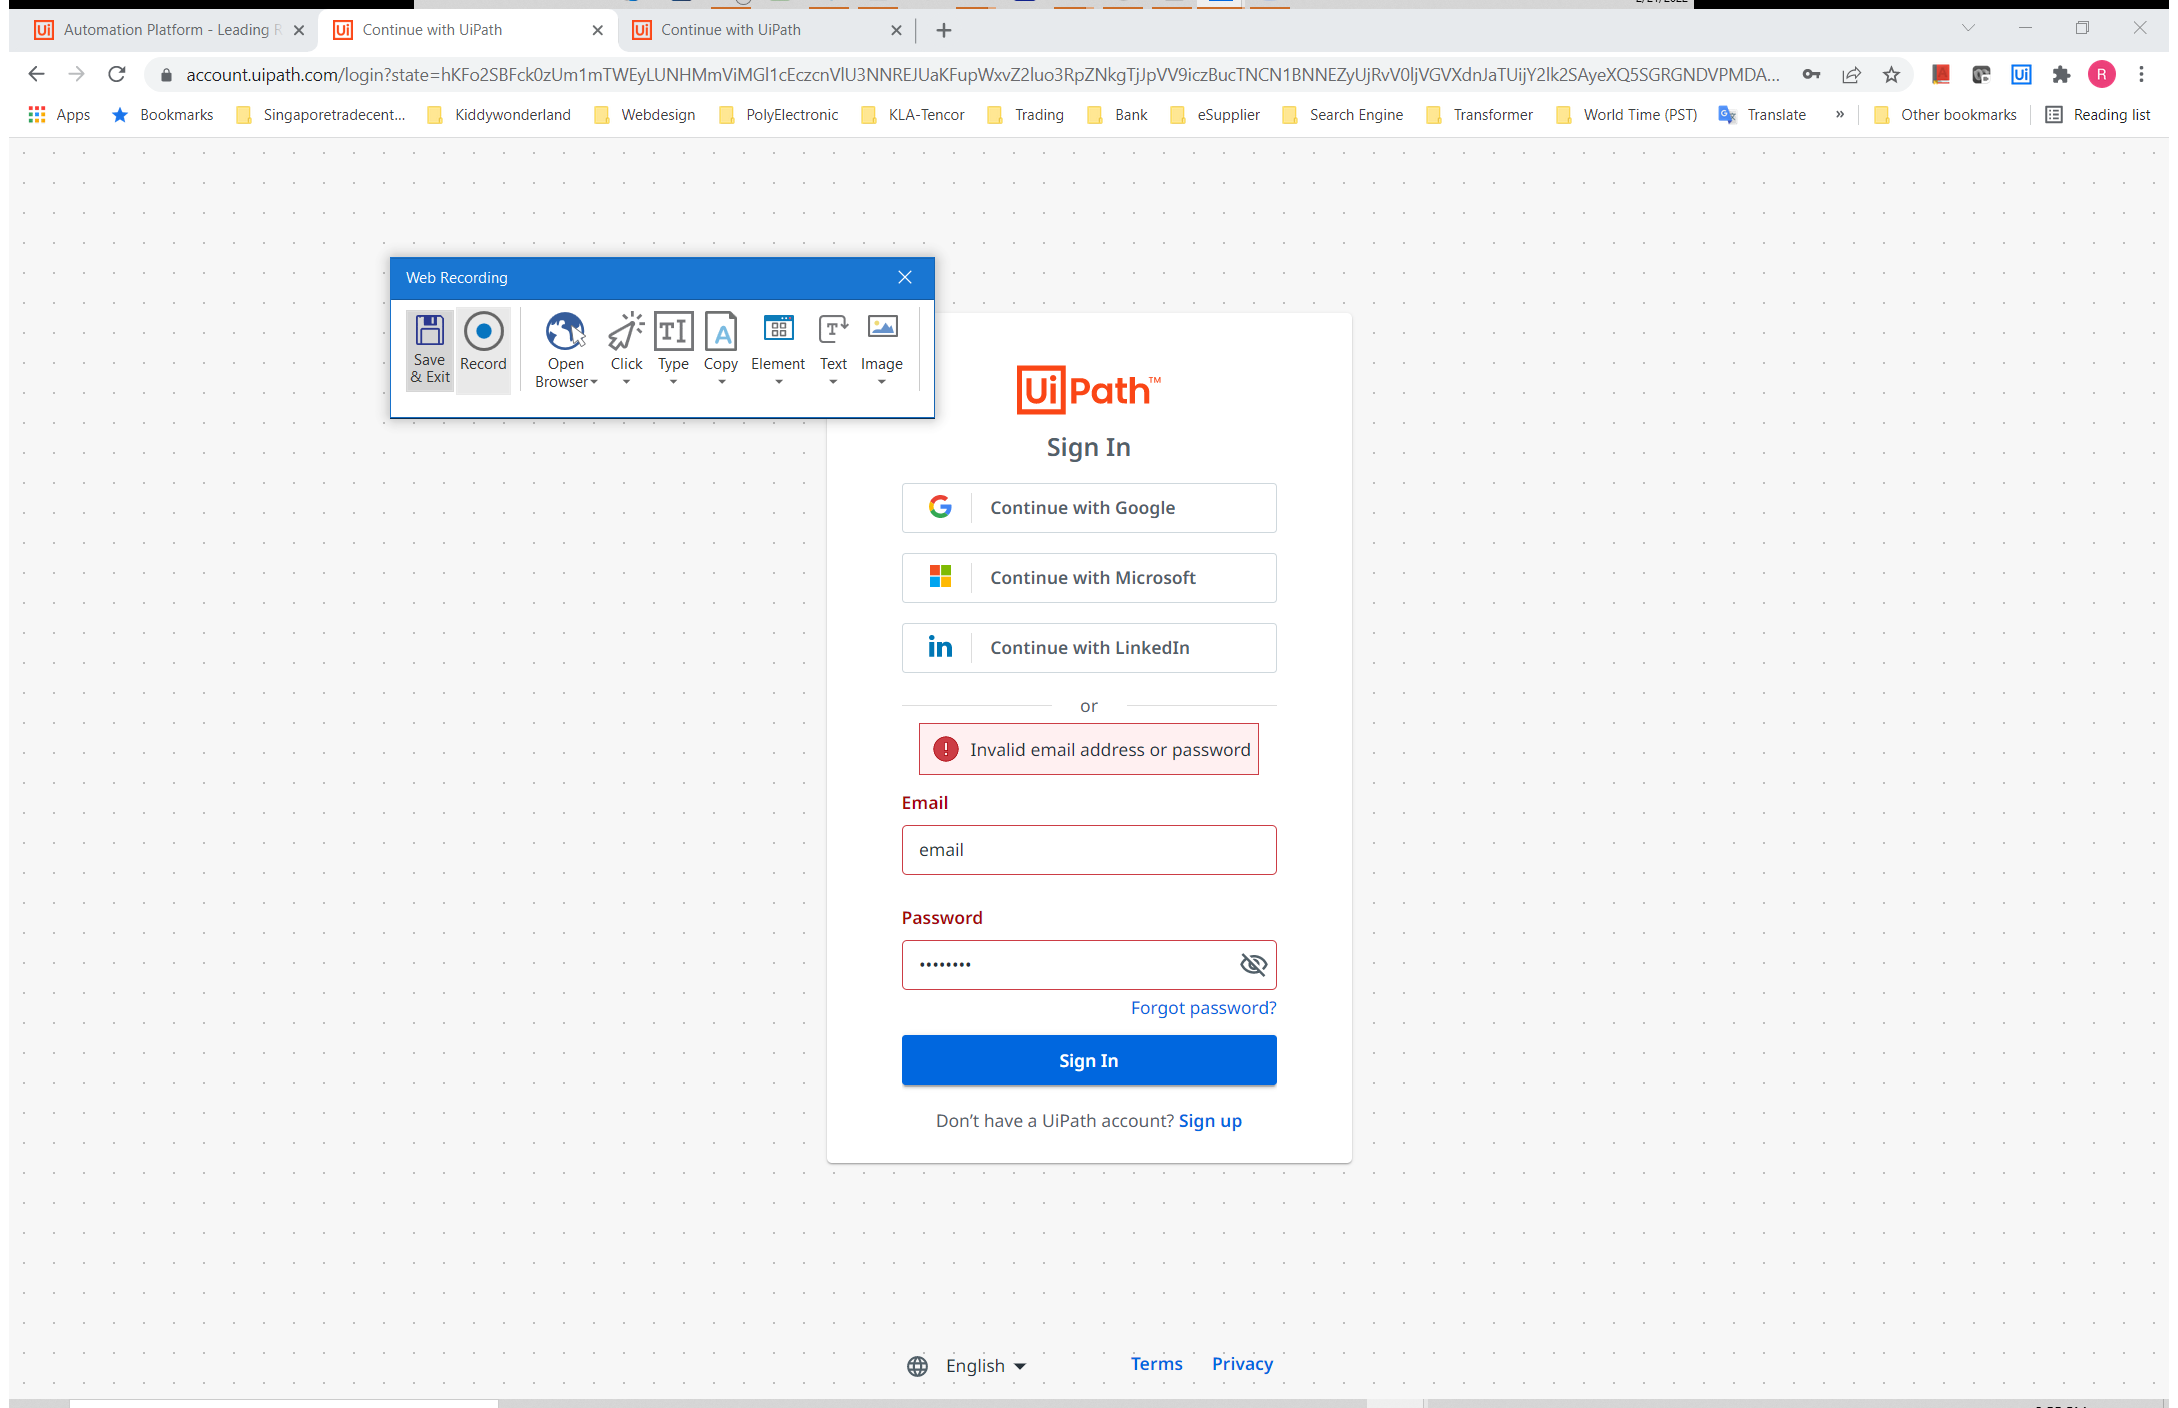 Automation Platform - Leading R
Continue with UiPath
Continue with UiPath
account.uipath.com/login?state=hKFo2SBFck0zUm1mTWEyLUNHMmViMGl1cEczcnVlU3NNREJUaKFupWxvZ2luo3RpZNkgTjJpVV9iczBucTNCN1BNNEZyUjRvV0ljVGVXdnJaTUijY2lk2SAyeXQ5SGRGNDVPMDA...
R
Apps
Bookmarks
Singaporetradecent...
Kiddywonderland
Webdesign
PolyElectronic
KLA-Tencor
Trading
Bank
eSupplier
Search Engine
Transformer
World Time (PST)
Translate
»
Other bookmarks
Reading list
Web Recording
Save & Exit
Record
Open Browser
Click
Type
Copy
Element
Text
Image
UiPath™
Sign In
Continue with Google
Continue with Microsoft
Continue with LinkedIn
or
Invalid email address or password
Email
email
Password
••••••••
Forgot password?
Sign In
Don’t have a UiPath account? Sign up
English
Terms
Privacy